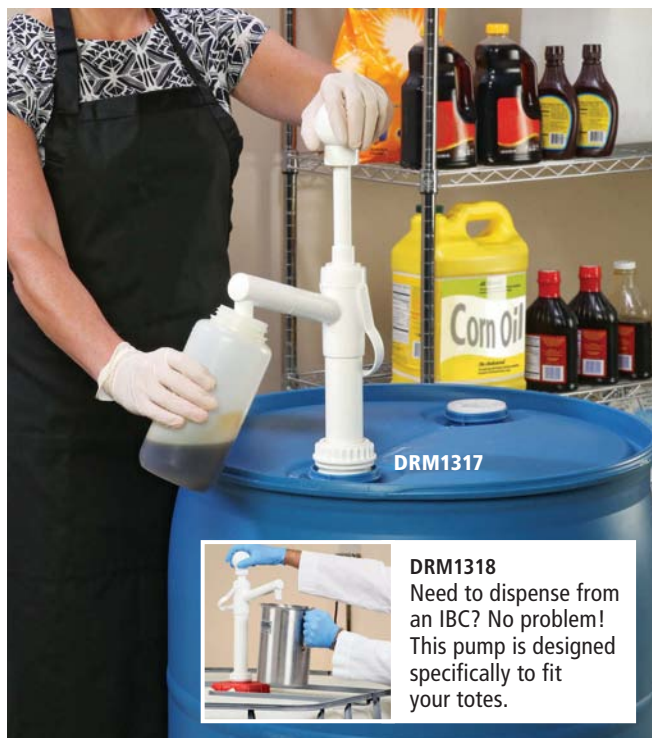 Corn Oil
DRM1317
DRM1318
Need to dispense from
an IBC? No problem!
This pump is designed
specifically to fit
your totes.